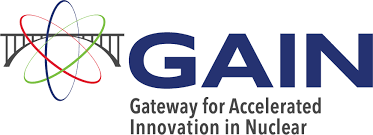 GAIN
Gateway for Accelerated
Innovation in Nuclear